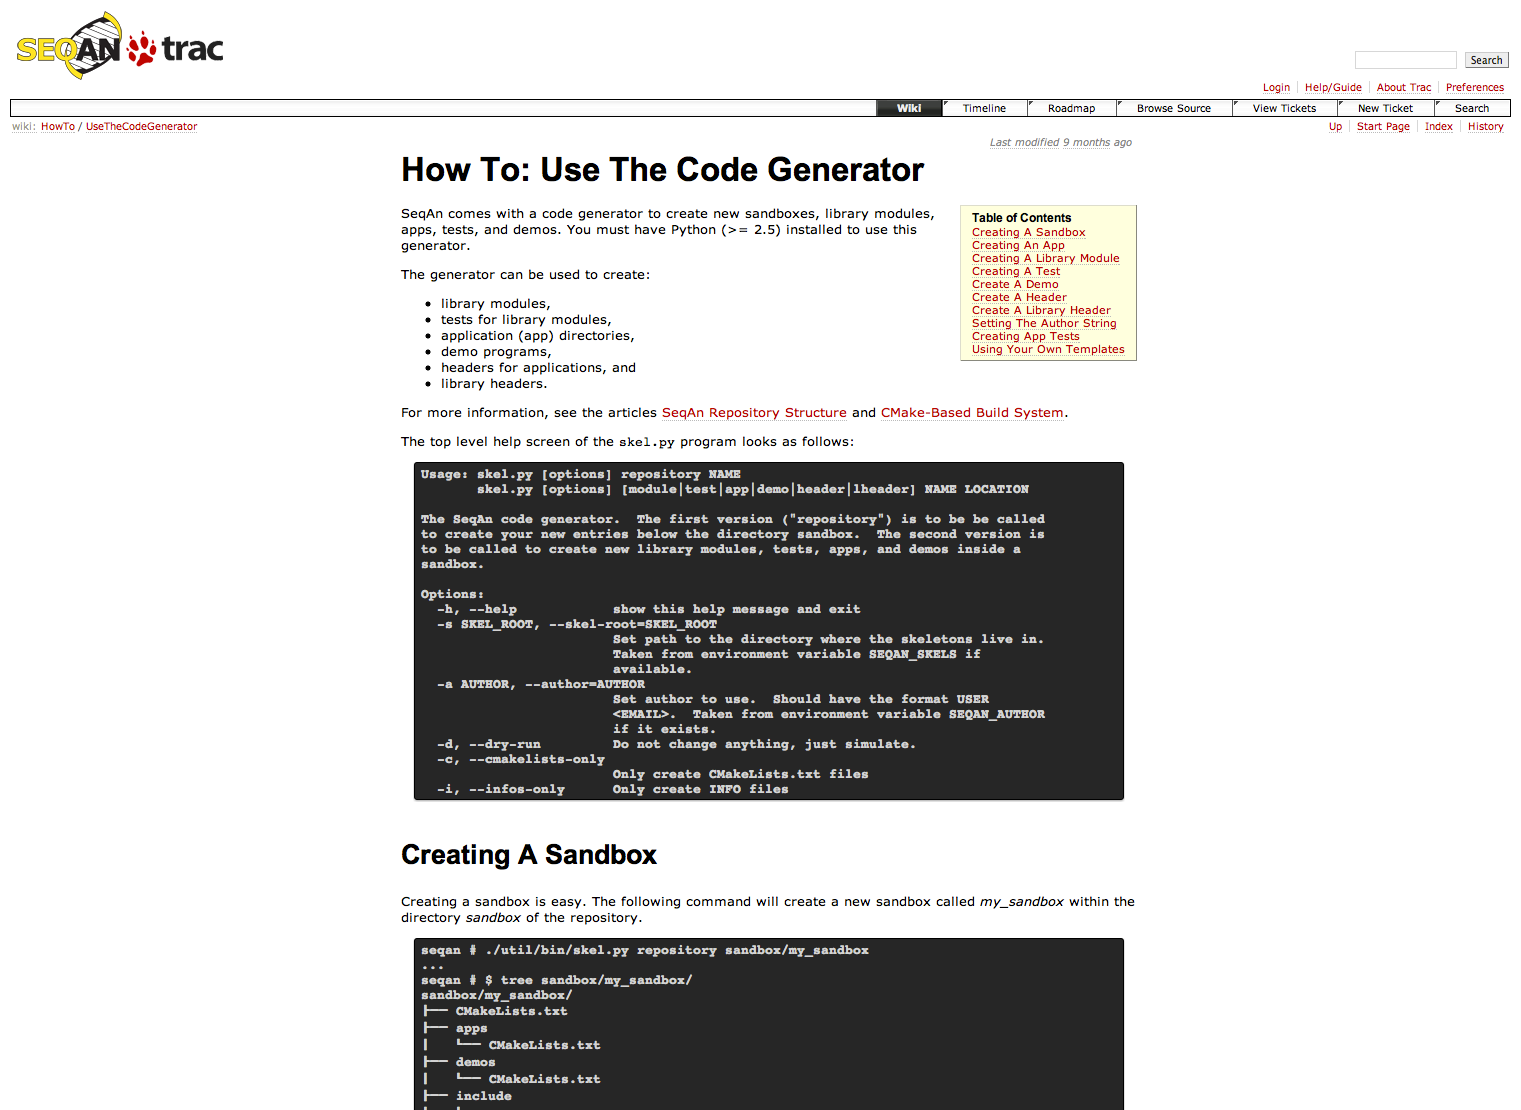 SEQAN trac
Search
Login Help/Guide About Trac Preferences
Wiki Timeline Roadmap Browse Source View Tickets New Ticket Search
wiki: HowTo / UseTheCodeGenerator
Up Start Page Index History
Last modified 9 months ago
How To: Use The Code Generator
SeqAn comes with a code generator to create new sandboxes, library modules,
apps, tests, and demos. You must have Python (>= 2.5) installed to use this
generator.
Table of Contents
Creating A Sandbox
Creating An App
Creating A Library Module
Creating A Test
Create A Demo
Create A Header
Create A Library Header
Setting The Author String
Creating App Tests
Using Your Own Templates
The generator can be used to create:
• library modules,
• tests for library modules,
• application (app) directories,
• demo programs,
• headers for applications, and
• library headers.
For more information, see the articles SeqAn Repository Structure and CMake-Based Build System.
The top level help screen of the skel.py program looks as follows:
Usage: skel.py [options] repository NAME
       skel.py [options] [module|test|app|demo|header|lheader] NAME LOCATION
The SeqAn code generator.  The first version ("repository") is to be be called
to create your new entries below the directory sandbox.  The second version is
to be called to create new library modules, tests, apps, and demos inside a
sandbox.
Options:
  -h, --help            show this help message and exit
  -s SKEL_ROOT, --skel-root=SKEL_ROOT
                        Set path to the directory where the skeletons live in.
                        Taken from environment variable SEQAN_SKELS if
                        available.
  -a AUTHOR, --author=AUTHOR
                        Set author to use.  Should have the format USER
                        <EMAIL>.  Taken from environment variable SEQAN_AUTHOR
                        if it exists.
  -d, --dry-run         Do not change anything, just simulate.
  -c, --cmakelists-only
                        Only create CMakeLists.txt files
  -i, --infos-only      Only create INFO files
Creating A Sandbox
Creating a sandbox is easy. The following command will create a new sandbox called my_sandbox within the
directory sandbox of the repository.
seqan # ./util/bin/skel.py repository sandbox/my_sandbox
...
seqan # $ tree sandbox/my_sandbox/
sandbox/my_sandbox/
├── CMakeLists.txt
├── apps
│   └── CMakeLists.txt
├── demos
│   └── CMakeLists.txt
├── include